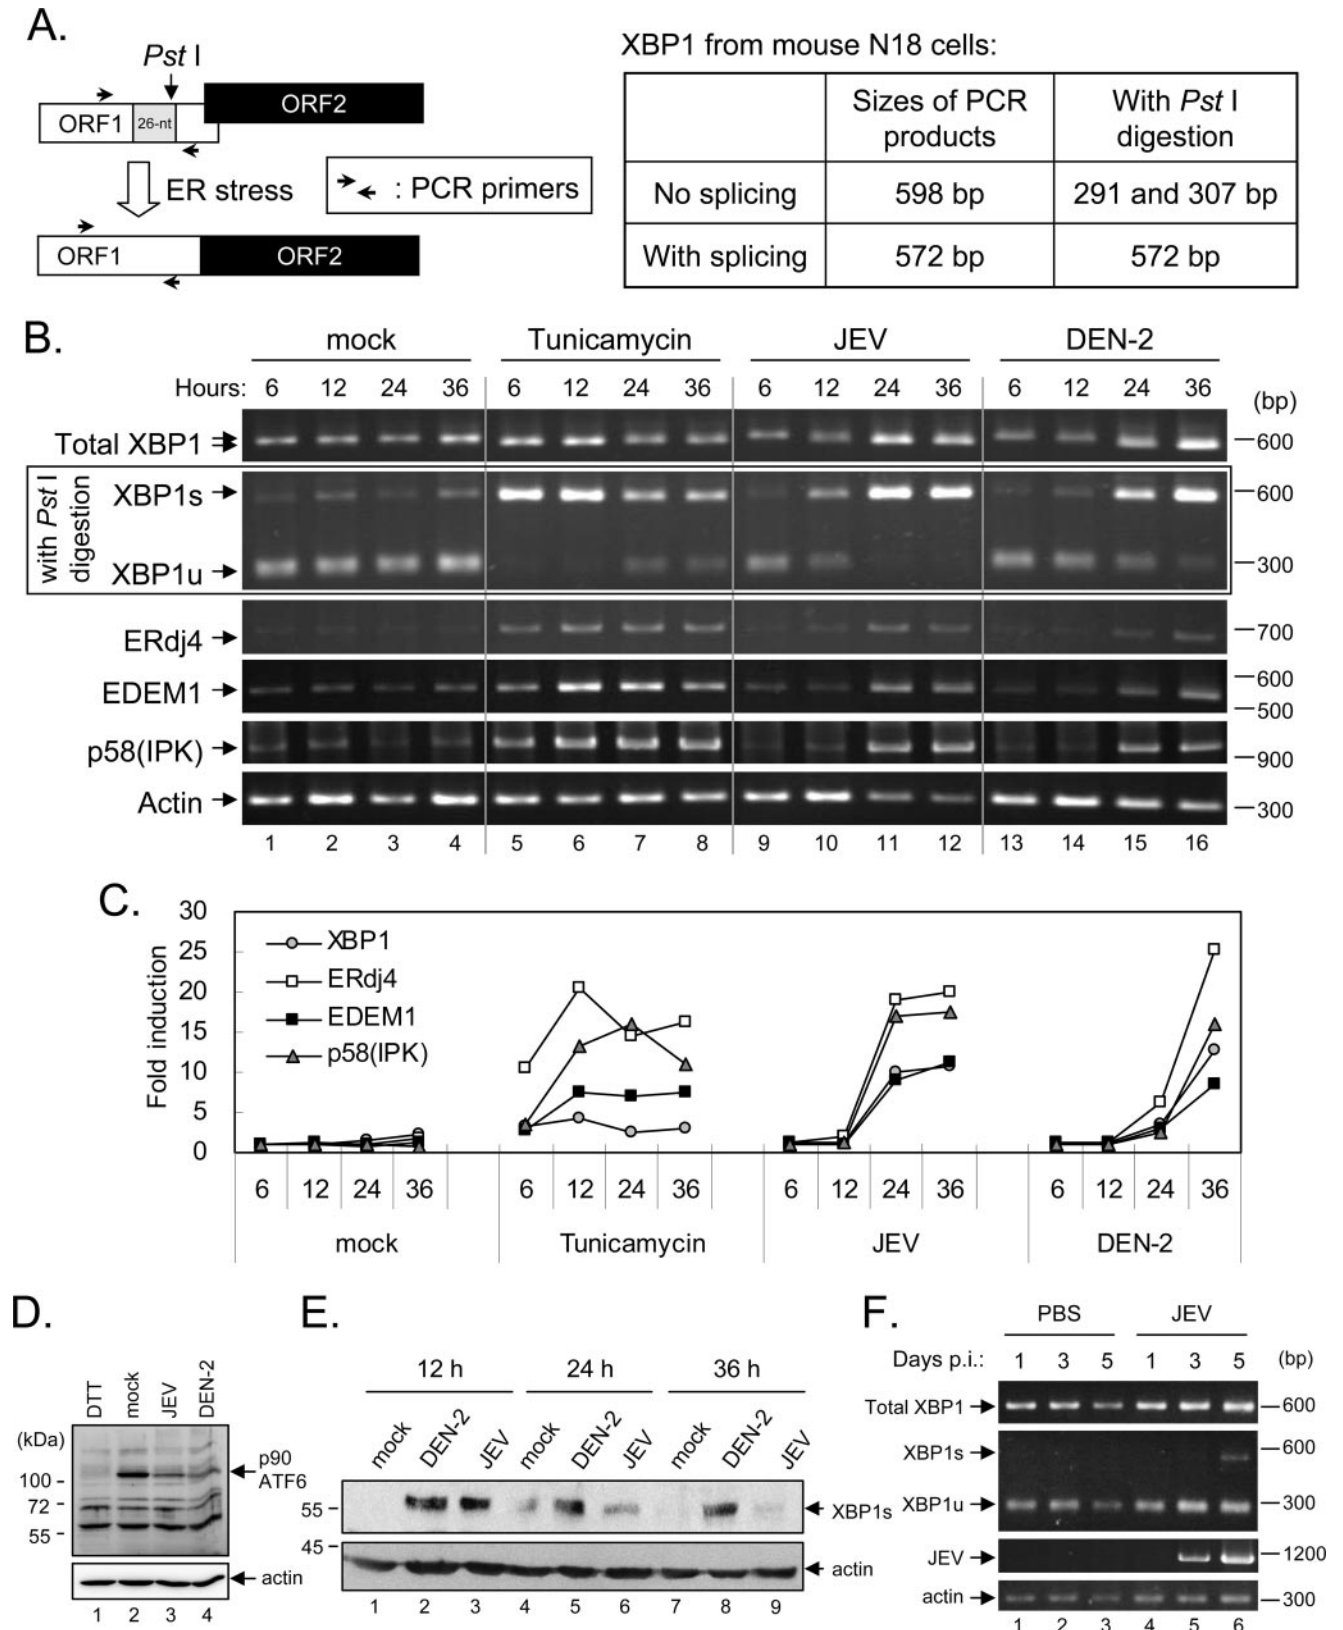 A.
Pst I
ORF1 26-nt ORF2
ER stress
: PCR primers
ORF1 ORF2
XBP1 from mouse N18 cells:
Sizes of PCR products With Pst I digestion
No splicing 598 bp 291 and 307 bp
With splicing 572 bp 572 bp
B.
mock Tunicamycin JEV DEN-2
Hours: 6 12 24 36 6 12 24 36 6 12 24 36 6 12 24 36 (bp)
Total XBP1 600
with Pst I digestion
XBP1s 600
XBP1u 300
ERdj4 700
EDEM1 600
500
p58(IPK) 900
Actin 300
1 2 3 4 5 6 7 8 9 10 11 12 13 14 15 16
C.
Fold induction
30
25
20
15
10
5
0
XBP1
ERdj4
EDEM1
p58(IPK)
6 12 24 36 6 12 24 36 6 12 24 36 6 12 24 36
mock Tunicamycin JEV DEN-2
D.
DTT mock JEV DEN-2
(kDa)
100
72
55
p90 ATF6
actin
1 2 3 4
E.
12 h 24 h 36 h
mock DEN-2 JEV mock DEN-2 JEV mock DEN-2 JEV
55 XBP1s
45
actin
1 2 3 4 5 6 7 8 9
F.
PBS JEV
Days p.i.: 1 3 5 1 3 5 (bp)
Total XBP1 600
XBP1s 600
XBP1u 300
JEV 1200
actin 300
1 2 3 4 5 6